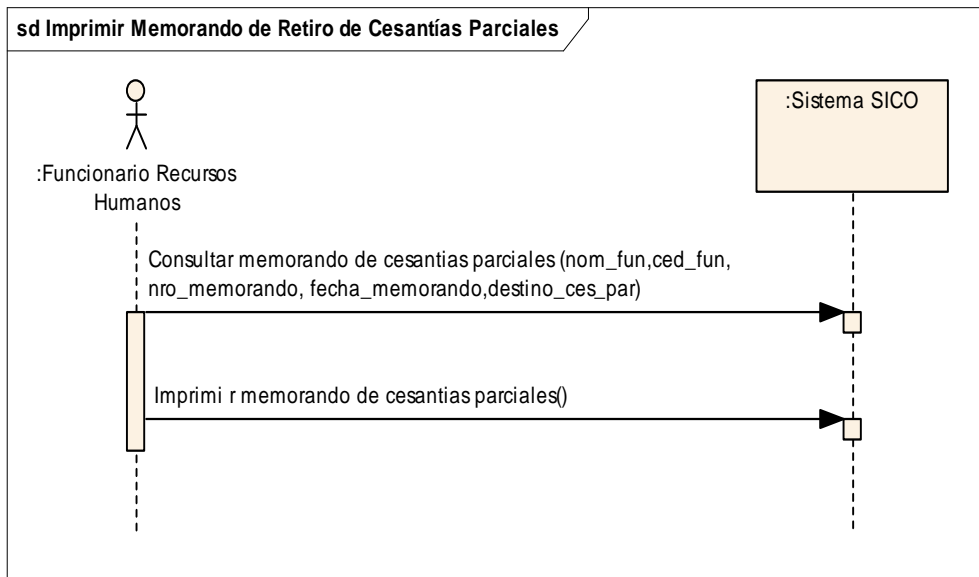 sd Imprimir Memorando de Retiro de Cesantías Parciales
:Funcionario Recursos
Humanos
:Sistema SICO
Consultar memorando de cesantias parciales (nom_fun,ced_fun,
nro_memorando, fecha_memorando,destino_ces_par)
Imprimi r memorando de cesantias parciales()